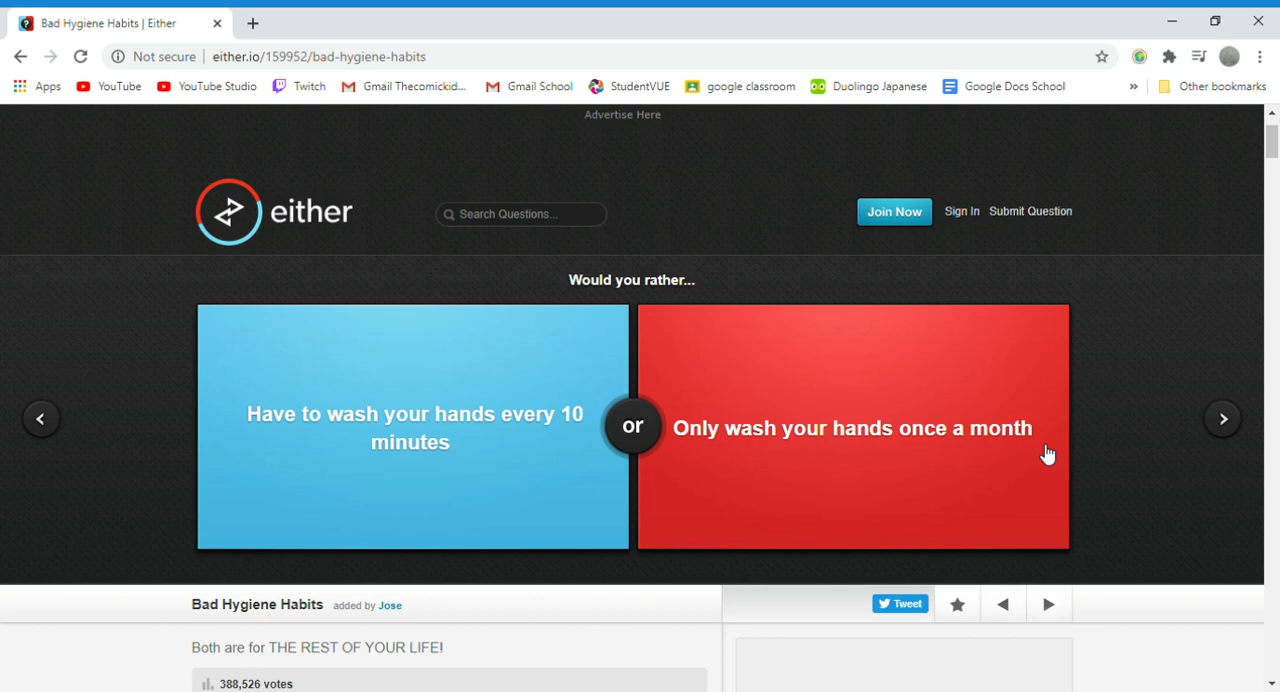 Bad Hygiene Habits | Either
Not secure either.io/159952/bad-hygiene-habits
Apps YouTube YouTube Studio Twitch Gmail Thecomickid... Gmail School StudentVUE google classroom Duolingo Japanese Google Docs School » Other bookmarks
Advertise Here
either Search Questions... Join Now Sign In Submit Question
Would you rather...
Have to wash your hands every 10
minutes
or
Only wash your hands once a month
Bad Hygiene Habits added by Jose Tweet
Both are for THE REST OF YOUR LIFE!
388,526 votes